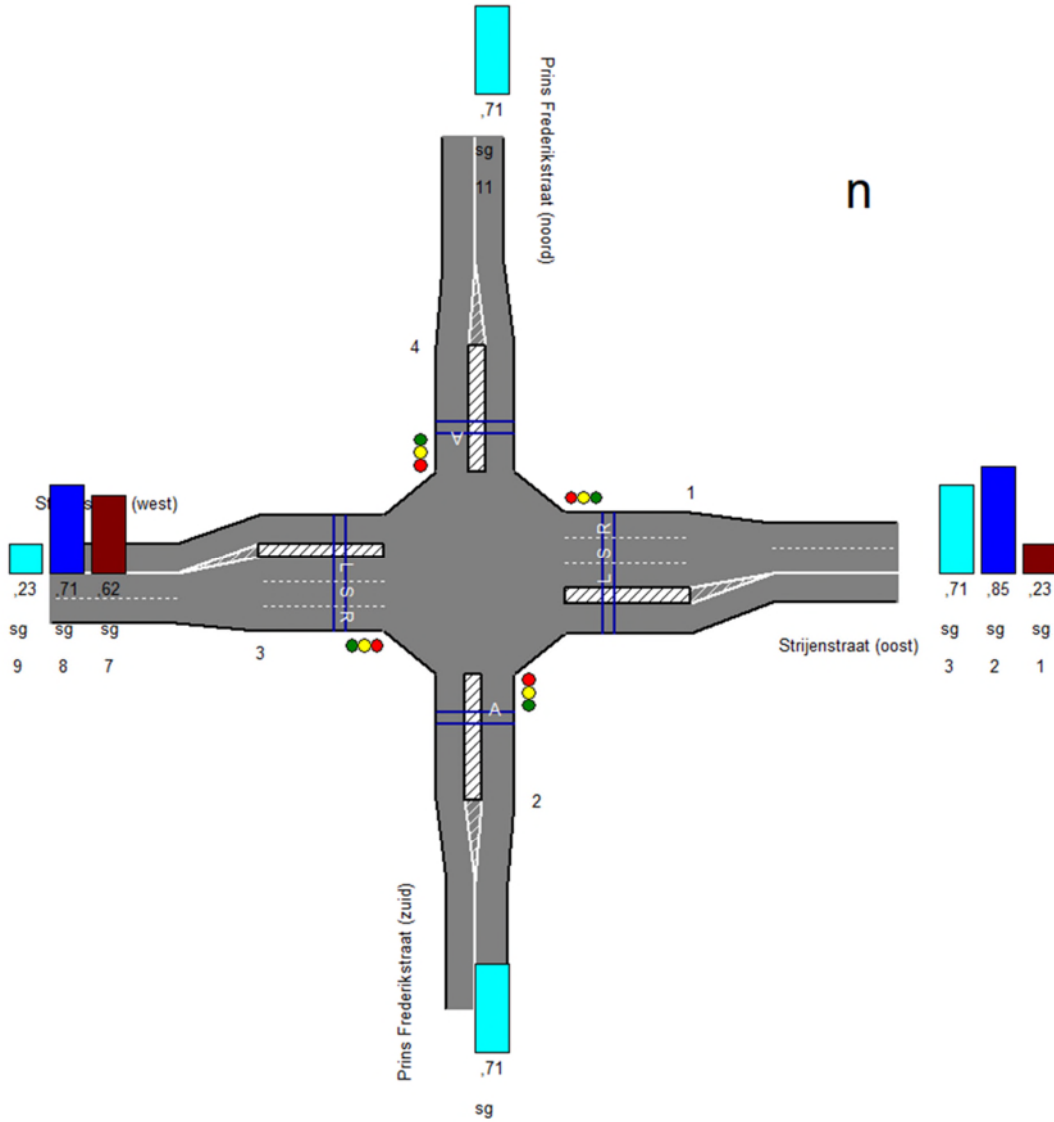 ,71
sg
11
Prins Frederikstraat (noord)
n
4
1
(west)
A
R
S
L
L
S
R
,23 ,71 ,62
sg sg sg
9 8 7
,71 ,85 ,23
sg sg sg
3 2 1
Strijenstraat (oost)
3
A
2
Prins Frederikstraat (zuid)
,71
sg